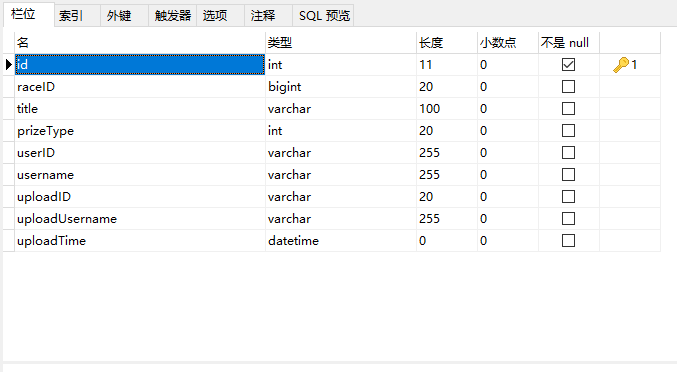 栏位 索引 外键 触发器 选项 注释 SQL 预览
名 类型 长度 小数点 不是 null
id int 11 0 1
raceID bigint 20 0
title varchar 100 0
prizeType int 20 0
userID varchar 255 0
username varchar 255 0
uploadID varchar 20 0
uploadUsername varchar 255 0
uploadTime datetime 0 0